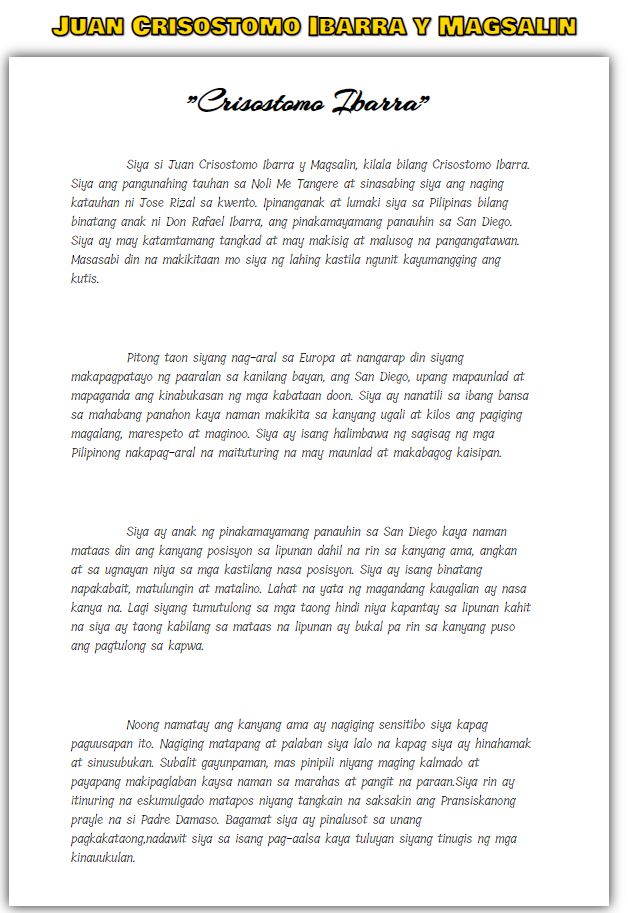 Juan Crisostomo Ibarra y Magsalin
"Crisostomo Ibarra"
Siya si Juan Crisostomo Ibarra y Magsalin, kilala bilang Crisostomo Ibarra.
Siya ang pangunahing tauhan sa Noli Me Tangere at sinasabing siya ang naging
katauhan ni Jose Rizal sa kwento. Ipinanganak at lumaki siya sa Pilipinas bilang
binatang anak ni Don Rafael Ibarra, ang pinakamayamang panauhin sa San Diego.
Siya ay may katamtamang tangkad at may makisig at malusog na pangangatawan.
Masasabi din na makikitaan mo siya ng lahing kastila ngunit kayumangging ang
kutis.
Pitong taon siyang nag-aral sa Europa at nangarap din siyang
makapagpatayo ng paaralan sa kanilang bayan, ang San Diego, upang mapaunlad at
mapaganda ang kinabukasan ng mga kabataan doon. Siya ay nanatili sa ibang bansa
sa mahabang panahon kaya naman makikita sa kanyang ugali at kilos ang pagiging
magalang, marespeto at maginoo. Siya ay isang halimbawa ng sagisag ng mga
Pilipinong nakapag-aral na maituturing na may maunlad at makabagog kaisipan.
Siya ay anak ng pinakamayamang panauhin sa San Diego kaya naman
mataas din ang kanyang posisyon sa lipunan dahil na rin sa kanyang ama, angkan
at sa ugnayan niya sa mga kastilang nasa posisyon. Siya ay isang binatang
napakabait, matulungin at matalino. Lahat na yata ng magandang kaugalian ay nasa
kanya na. Lagi siyang tumutulong sa mga taong hindi niya kapantay sa lipunan kahit
na siya ay taong kabilang sa mataas na lipunan ay bukal pa rin sa kanyang puso
ang pagtulong sa kapwa.
Noong namatay ang kanyang ama ay nagiging sensitibo siya kapag
paguusapan ito. Nagiging matapang at palaban siya lalo na kapag siya ay hinahamak
at sinusubukan. Subalit gayunpaman, mas pinipili niyang maging kalmado at
payapang makipaglaban kaysa naman sa marahas at pangit na paraan.Siya rin ay
itinuring na eskumulgado matapos niyang tangkain na saksakin ang Pransiskanong
prayle na si Padre Damaso. Bagamat siya ay pinalusot sa unang
pagkakataong,nadawit siya sa isang pag-aalsa kaya tuluyan siyang tinugis ng mga
kinauukulan.